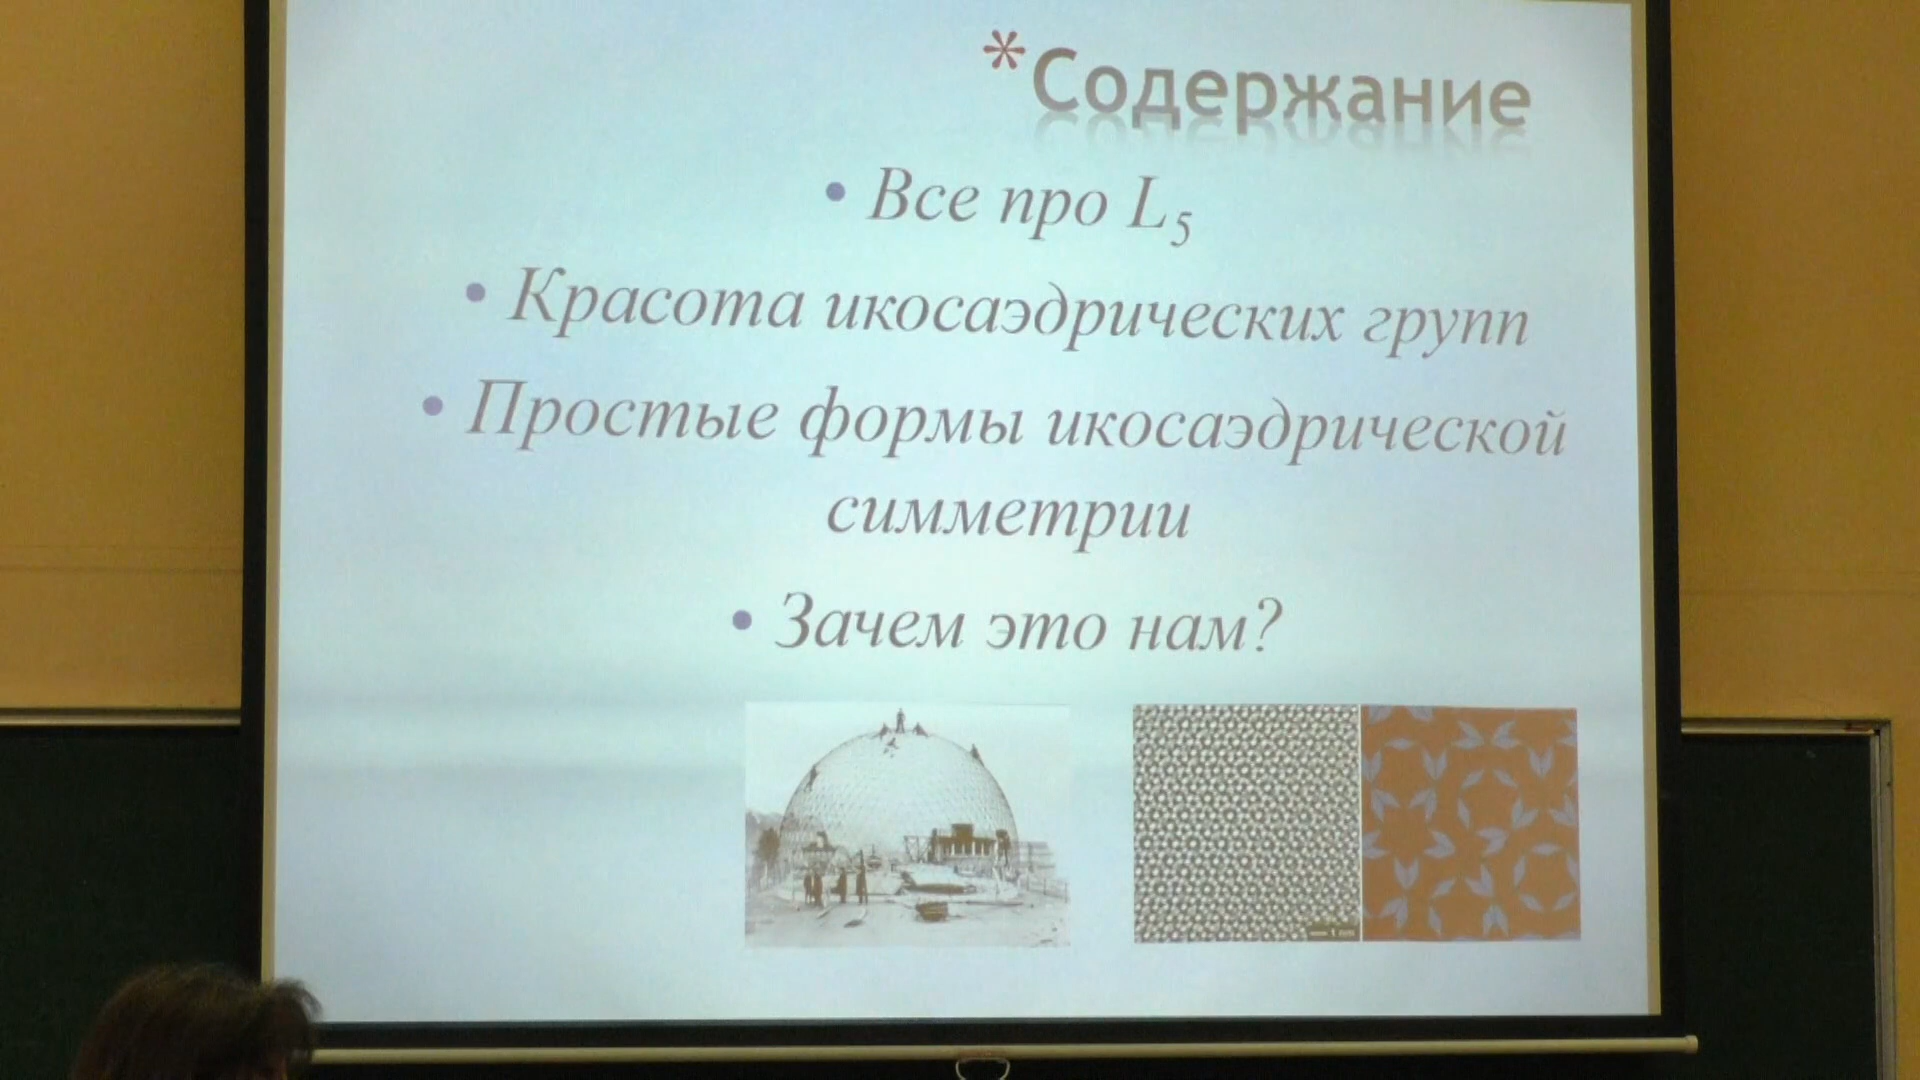 *Содержание
• Все про L₅
• Красота икосаэдрических групп
• Простые формы икосаэдрической
симметрии
• Зачем это нам?